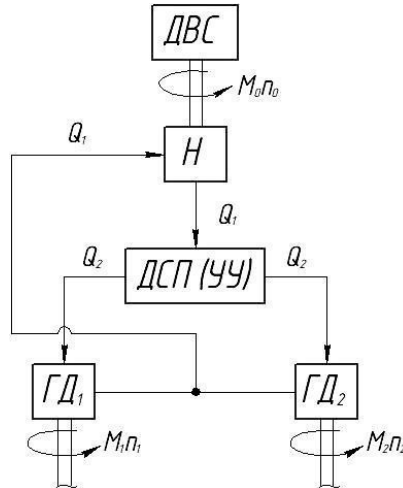 ДВС
M₀n₀
Q₁
Н
Q₁
Q₂
ДСП (УУ)
Q₂
ГД₁
ГД₂
M₁n₁
M₂n₂